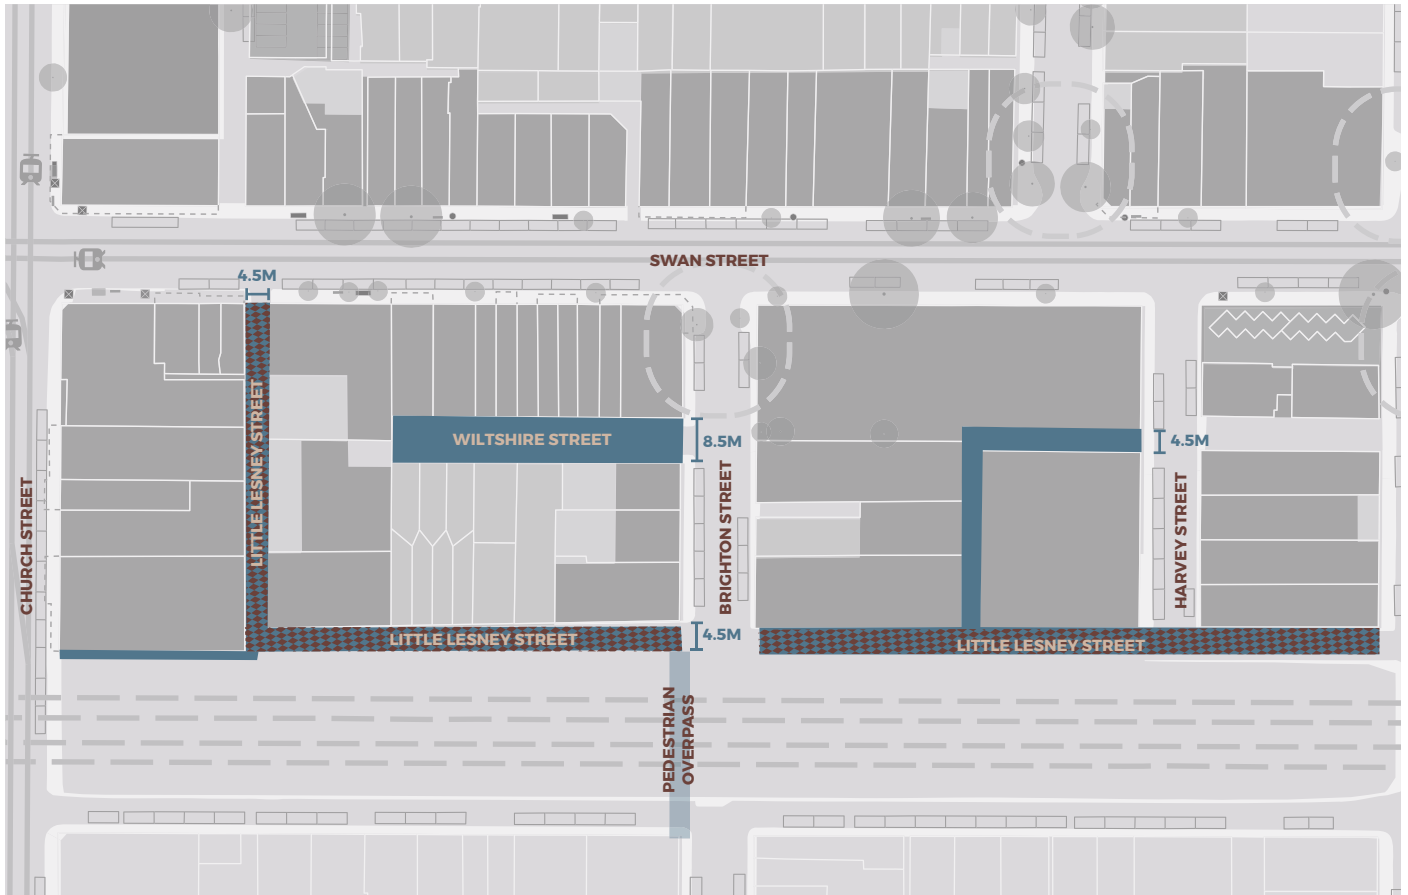 SWAN STREET
4.5M
LITTLE LESNEY STREET
WILTSHIRE STREET
8.5M
4.5M
CHURCH STREET
BRIGHTON STREET
HARVEY STREET
LITTLE LESNEY STREET
4.5M
LITTLE LESNEY STREET
PEDESTRIAN
OVERPASS